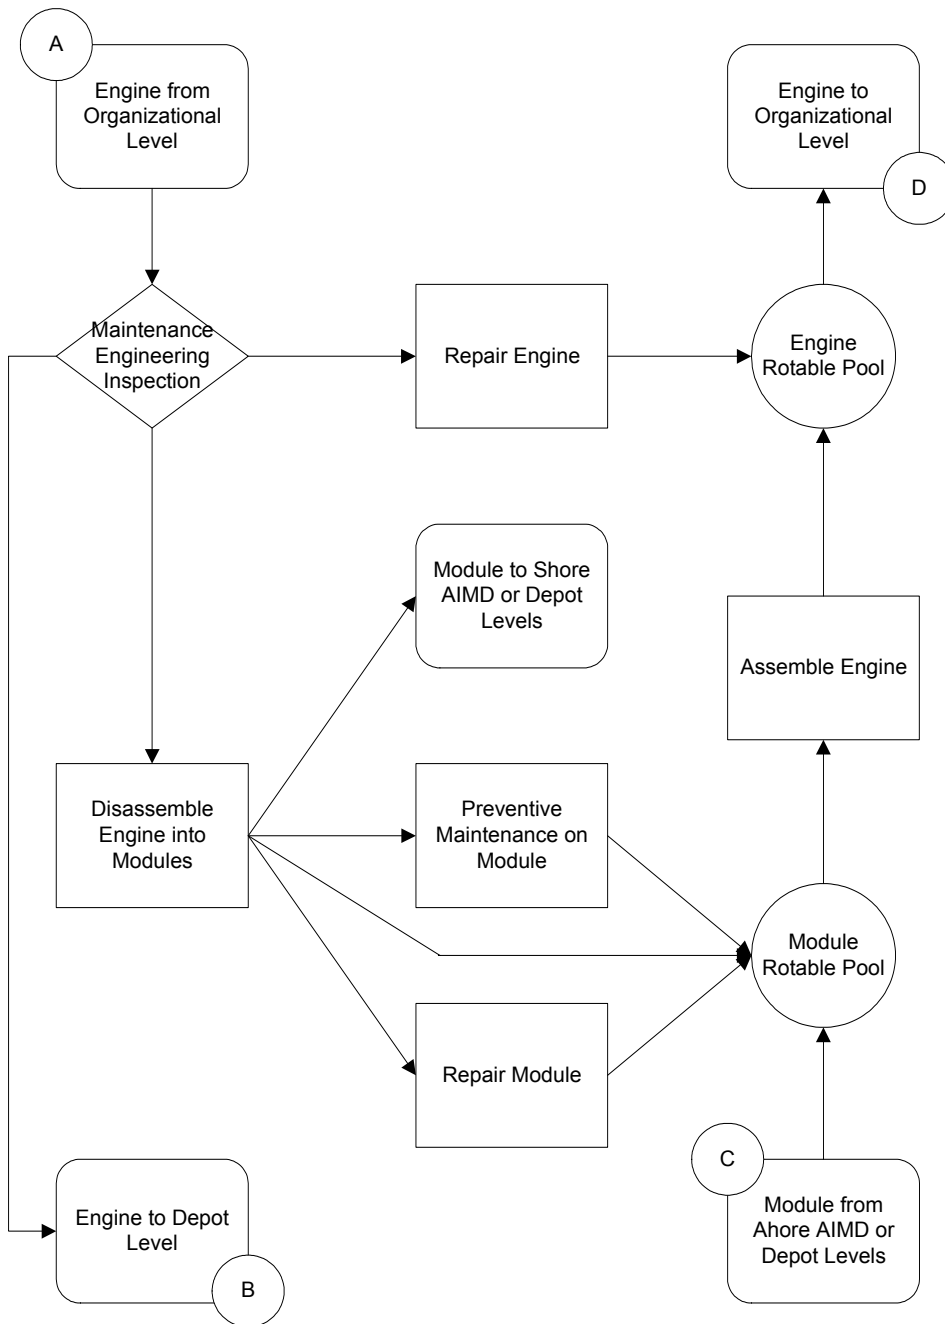 A
Engine from
Organizational
Level
Engine to
Organizational
Level
D
Maintenance
Engineering
Inspection
Repair Engine
Engine
Rotable Pool
Module to Shore
AIMD or Depot
Levels
Assemble Engine
Disassemble
Engine into
Modules
Preventive
Maintenance on
Module
Module
Rotable Pool
Repair Module
C
Module from
Ahore AIMD or
Depot Levels
Engine to Depot
Level
B